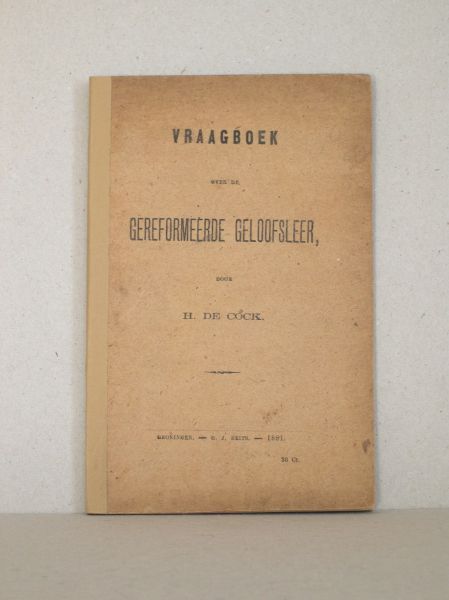 VRAAGBOEK
OVER DE
GEREFORMEERDE GELOOFSLEER,
DOOR
H. DE COCK.
GRONINGEN. — G. J. REITS. — 1891.
30 Ct.